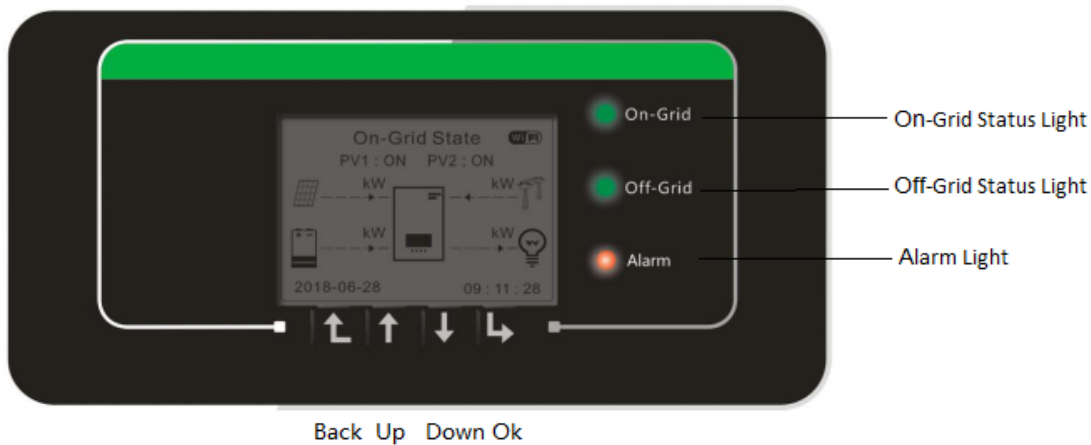 On-Grid State WiFi
PV1 : ON PV2 : ON
kW kW
kW kW
2018-06-28 09 : 11 : 28
On-Grid
Off-Grid
Alarm
On-Grid Status Light
Off-Grid Status Light
Alarm Light
Back Up Down Ok